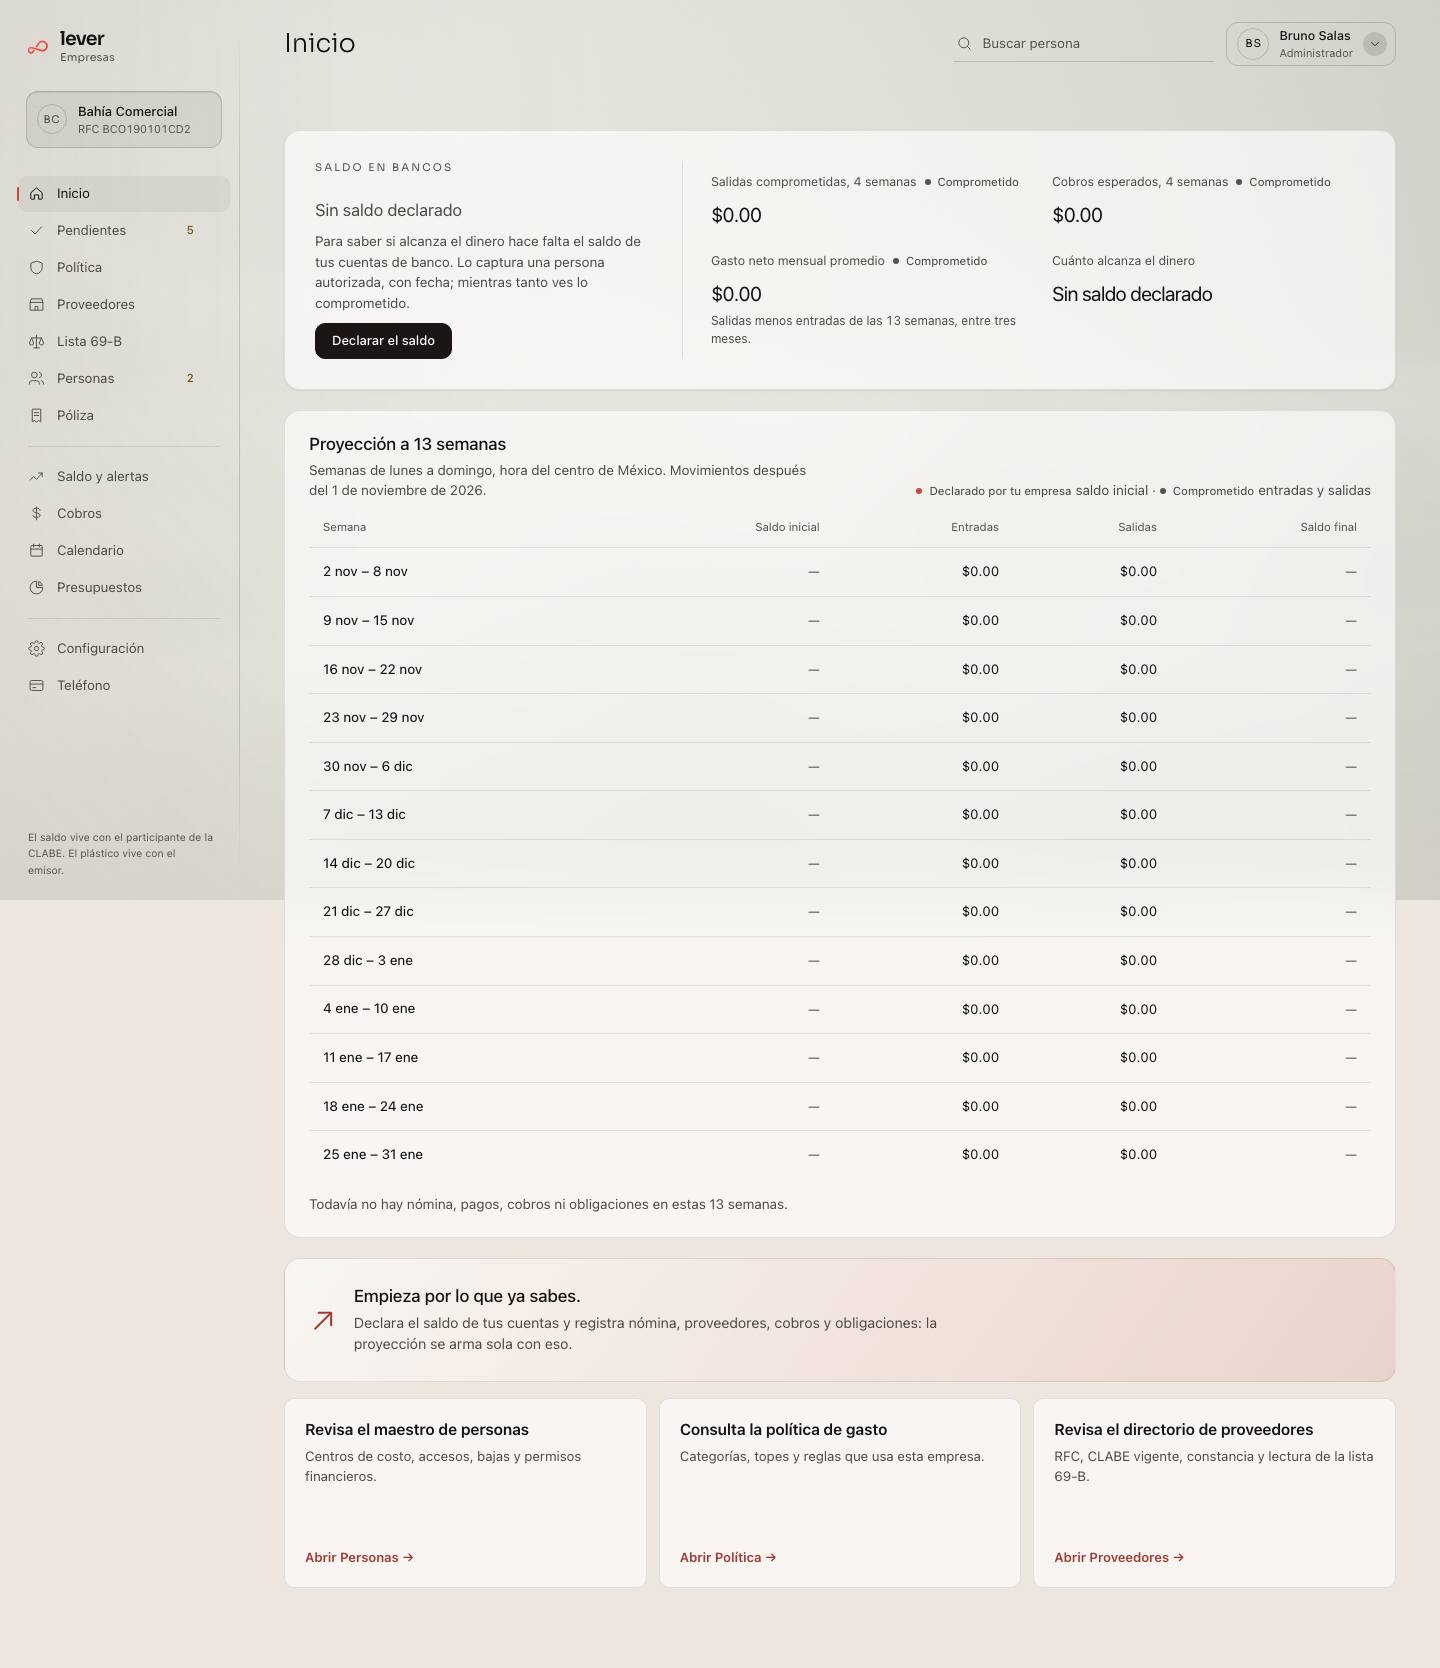 lever
Empresas
BC
Bahía Comercial
RFC BCO190101CD2
Inicio
Pendientes 5
Política
Proveedores
Lista 69-B
Personas 2
Póliza
Saldo y alertas
Cobros
Calendario
Presupuestos
Configuración
Teléfono
El saldo vive con el participante de la
CLABE. El plástico vive con el
emisor.
Inicio
Buscar persona
BS
Bruno Salas
Administrador
SALDO EN BANCOS
Sin saldo declarado
Para saber si alcanza el dinero hace falta el saldo de
tus cuentas de banco. Lo captura una persona
autorizada, con fecha; mientras tanto ves lo
comprometido.
Declarar el saldo
Salidas comprometidas, 4 semanas Comprometido
$0.00
Cobros esperados, 4 semanas Comprometido
$0.00
Gasto neto mensual promedio Comprometido
$0.00
Salidas menos entradas de las 13 semanas, entre tres
meses.
Cuánto alcanza el dinero
Sin saldo declarado
Proyección a 13 semanas
Semanas de lunes a domingo, hora del centro de México. Movimientos después
del 1 de noviembre de 2026.
Declarado por tu empresa saldo inicial · Comprometido entradas y salidas
Semana Saldo inicial Entradas Salidas Saldo final
2 nov – 8 nov — $0.00 $0.00 —
9 nov – 15 nov — $0.00 $0.00 —
16 nov – 22 nov — $0.00 $0.00 —
23 nov – 29 nov — $0.00 $0.00 —
30 nov – 6 dic — $0.00 $0.00 —
7 dic – 13 dic — $0.00 $0.00 —
14 dic – 20 dic — $0.00 $0.00 —
21 dic – 27 dic — $0.00 $0.00 —
28 dic – 3 ene — $0.00 $0.00 —
4 ene – 10 ene — $0.00 $0.00 —
11 ene – 17 ene — $0.00 $0.00 —
18 ene – 24 ene — $0.00 $0.00 —
25 ene – 31 ene — $0.00 $0.00 —
Todavía no hay nómina, pagos, cobros ni obligaciones en estas 13 semanas.
Empieza por lo que ya sabes.
Declara el saldo de tus cuentas y registra nómina, proveedores, cobros y obligaciones: la
proyección se arma sola con eso.
Revisa el maestro de personas
Centros de costo, accesos, bajas y permisos
financieros.
Abrir Personas →
Consulta la política de gasto
Categorías, topes y reglas que usa esta empresa.
Abrir Política →
Revisa el directorio de proveedores
RFC, CLABE vigente, constancia y lectura de la lista
69-B.
Abrir Proveedores →